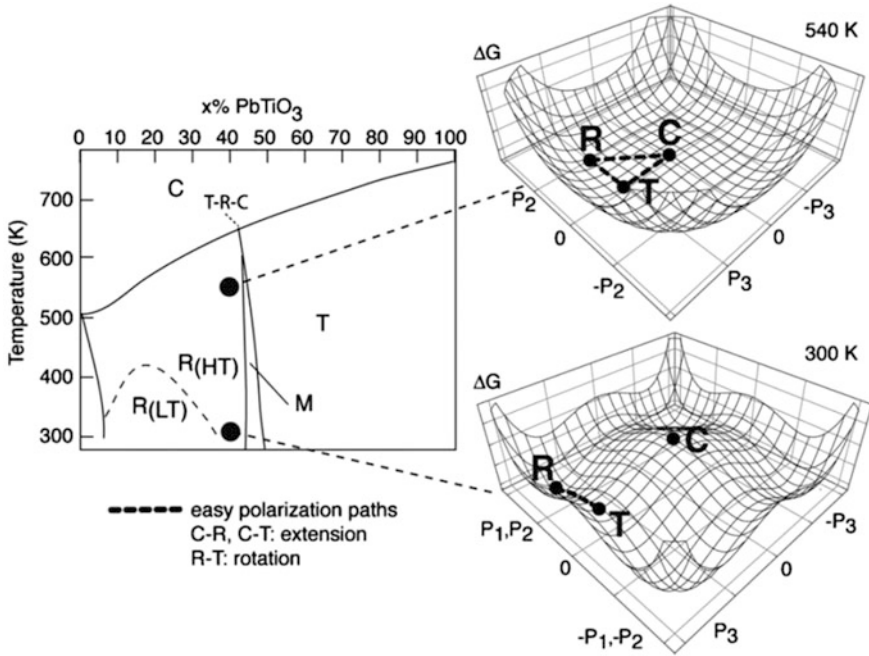 x% PbTiO3
0 10 20 30 40 50 60 70 80 90 100
Temperature (K)
700
500
400
300
C
T-R-C
T
R(HT)
R(LT)
M
easy polarization paths
C-R, C-T: extension
R-T: rotation
540 K
ΔG
R
C
T
P2
0
-P2
-P3
0
P3
300 K
ΔG
R
C
T
P1,P2
0
-P1,-P2
-P3
0
P3